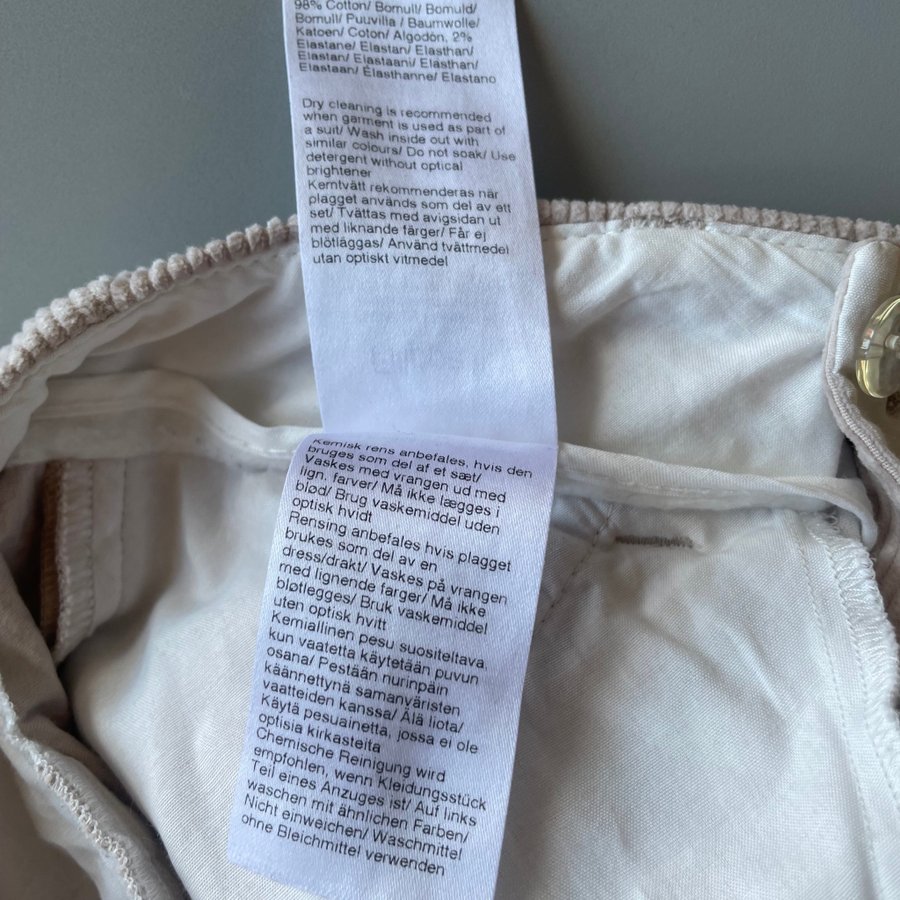 98% Cotton/ Bomull/ Bomuld/
Bomull/ Puuvilla / Baumwolle/
Katoen/ Coton/ Algodón, 2%
Elastane/ Elastan/ Elasthan/
Elastan/ Elastaani/ Elasthan/
Elastaan/ Élasthanne/ Elastano
Dry cleaning is recommended
when garment is used as part of
a suit/ Wash inside out with
similar colours/ Do not soak/ Use
detergent without optical
brightener
Kemtvätt rekommenderas när
plagget används som del av ett
set/ Tvättas med avigsidan ut
med liknande färger/ Får ej
blötläggas/ Använd tvättmedel
utan optiskt vitmedel
Kemisk rens anbefales, hvis den
bruges som del af et sæt/
Vaskes med vrangen ud med
lign. farver/ Må ikke lægges i
blød/ Brug vaskemiddel uden
optisk hvidt
Rensing anbefales hvis plagget
brukes som del av en
dress/drakt/ Vaskes på vrangen
med lignende farger/ Må ikke
bløtlegges/ Bruk vaskemiddel
uten optisk hvitt
Kemiallinen pesu suositeltava,
kun vaatetta käytetään puvun
osana/ Pestään nurinpäin
käännettynä samanväristen
vaatteiden kanssa/ Älä liota/
Käytä pesuainetta, jossa ei ole
optisia kirkasteita
Chemische Reinigung wird
empfohlen, wenn Kleidungsstück
Teil eines Anzuges ist/ Auf links
waschen mit ähnlichen Farben/
Nicht einweichen/ Waschmittel
ohne Bleichmittel verwenden